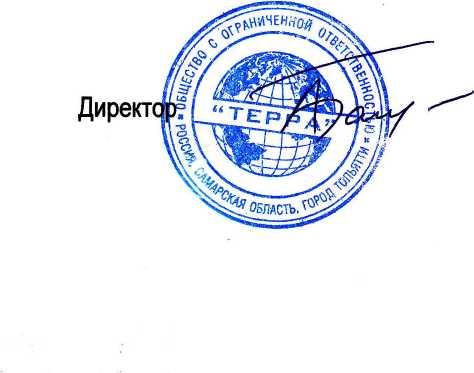 Директор
ОБЩЕСТВО С ОГРАНИЧЕННОЙ ОТВЕТСТВЕННОСТЬЮ
"ТЕРРА"
РОССИЯ, САМАРСКАЯ ОБЛАСТЬ, ГОРОД ТОЛЬЯТТИ